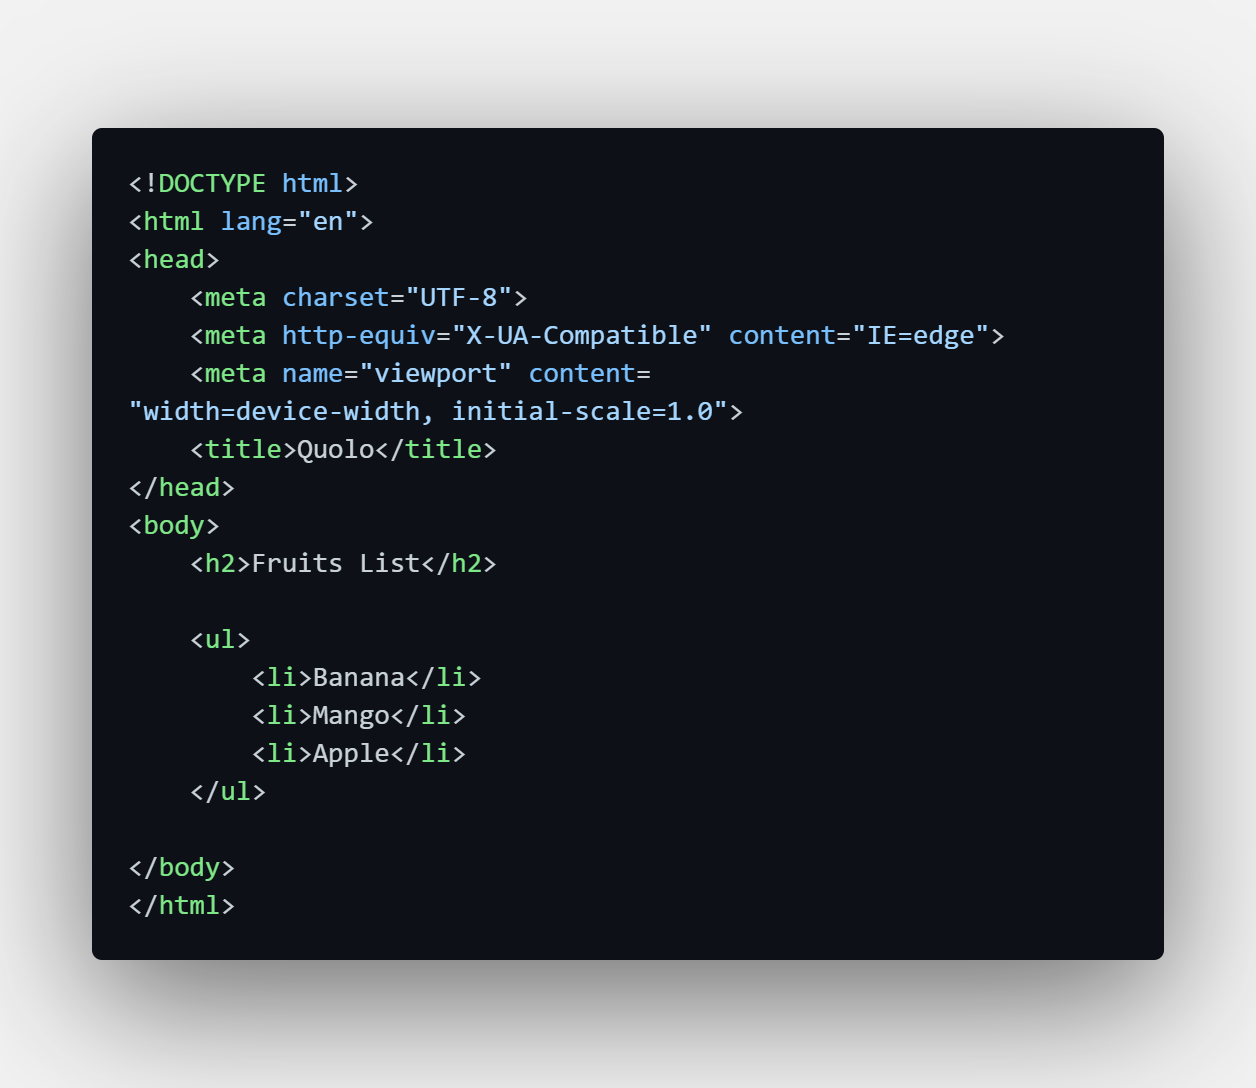 <!DOCTYPE html>
<html lang="en">
<head>
    <meta charset="UTF-8">
    <meta http-equiv="X-UA-Compatible" content="IE=edge">
    <meta name="viewport" content=
"width=device-width, initial-scale=1.0">
    <title>Quolo</title>
</head>
<body>
    <h2>Fruits List</h2>

    <ul>
        <li>Banana</li>
        <li>Mango</li>
        <li>Apple</li>
    </ul>

</body>
</html>